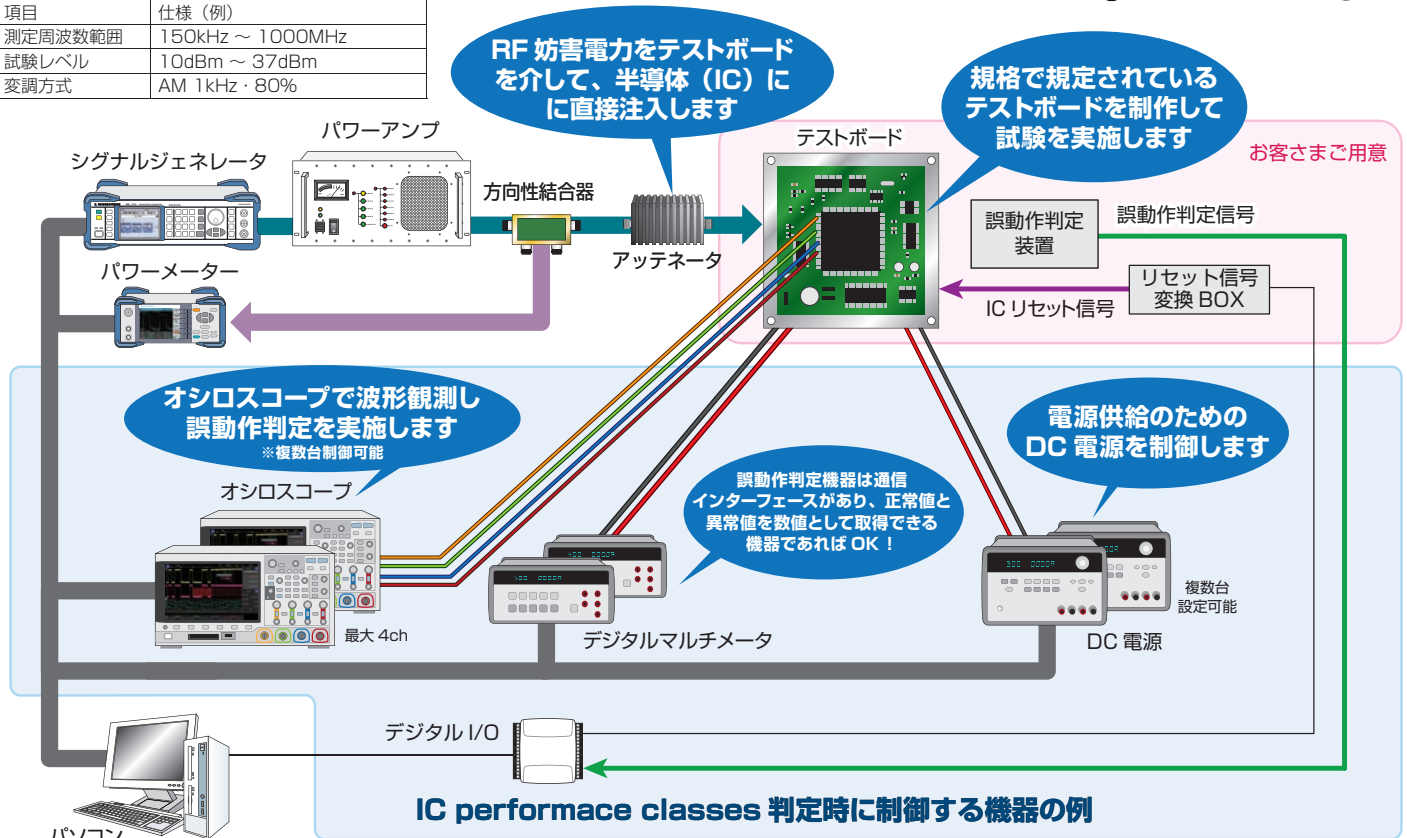 項目 仕様（例）
測定周波数範囲 150kHz ～ 1000MHz
試験レベル 10dBm ～ 37dBm
変調方式 AM 1kHz・80%
RF 妨害電力をテストボード
を介して、半導体（IC）に
に直接注入します
規格で規定されている
テストボードを制作して
試験を実施します
お客さまご用意
シグナルジェネレータ
パワーアンプ
方向性結合器
アッテネータ
テストボード
パワーメーター
誤動作判定
装置
誤動作判定信号
リセット信号
変換 BOX
IC リセット信号
オシロスコープで波形観測し
誤動作判定を実施します
※複数台制御可能
オシロスコープ
最大 4ch
誤動作判定機器は通信
インターフェースがあり、正常値と
異常値を数値として取得できる
機器であれば OK！
デジタルマルチメータ
電源供給のための
DC 電源を制御します
複数台
設定可能
DC 電源
デジタル I/O
パソコン
IC performace classes 判定時に制御する機器の例